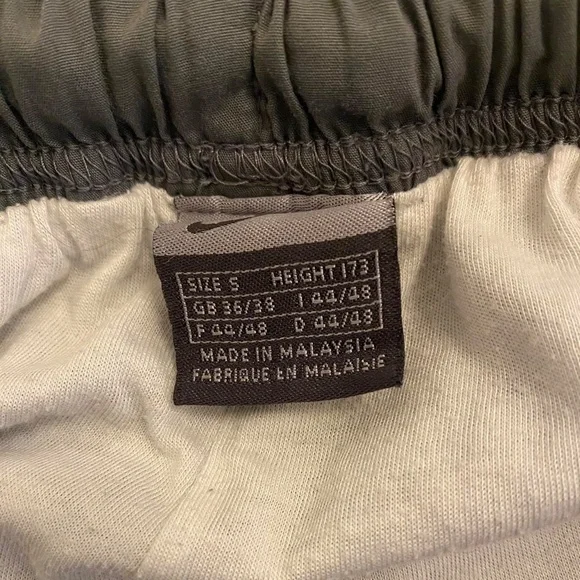 SIZE S HEIGHT 173
GB 36/38 I 44/48
F 44/48 D 44/48
MADE IN MALAYSIA
FABRIQUE EN MALAISIE